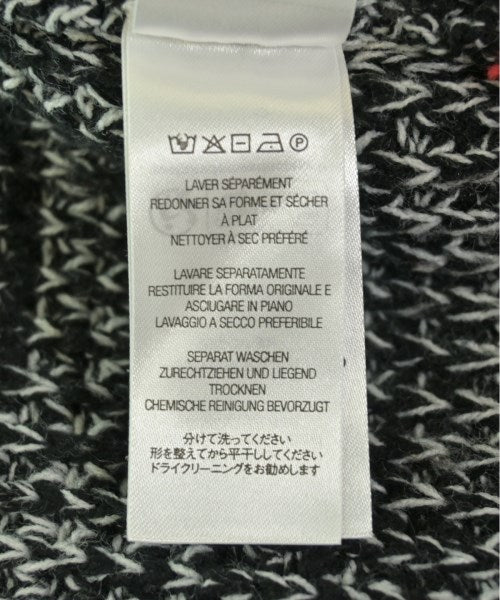 P
LAVER SÉPARÉMENT
REDONNER SA FORME ET SÉCHER
À PLAT
NETTOYER À SEC PRÉFÉRÉ
LAVARE SEPARATAMENTE
RESTITUIRE LA FORMA ORIGINALE E
ASCIUGARE IN PIANO
LAVAGGIO A SECCO PREFERIBILE
SEPARAT WASCHEN
ZURECHTZIEHEN UND LIEGEND
TROCKNEN
CHEMISCHE REINIGUNG BEVORZUGT
分けて洗ってください
形を整えてから平干ししてください
ドライクリーニングをお勧めします